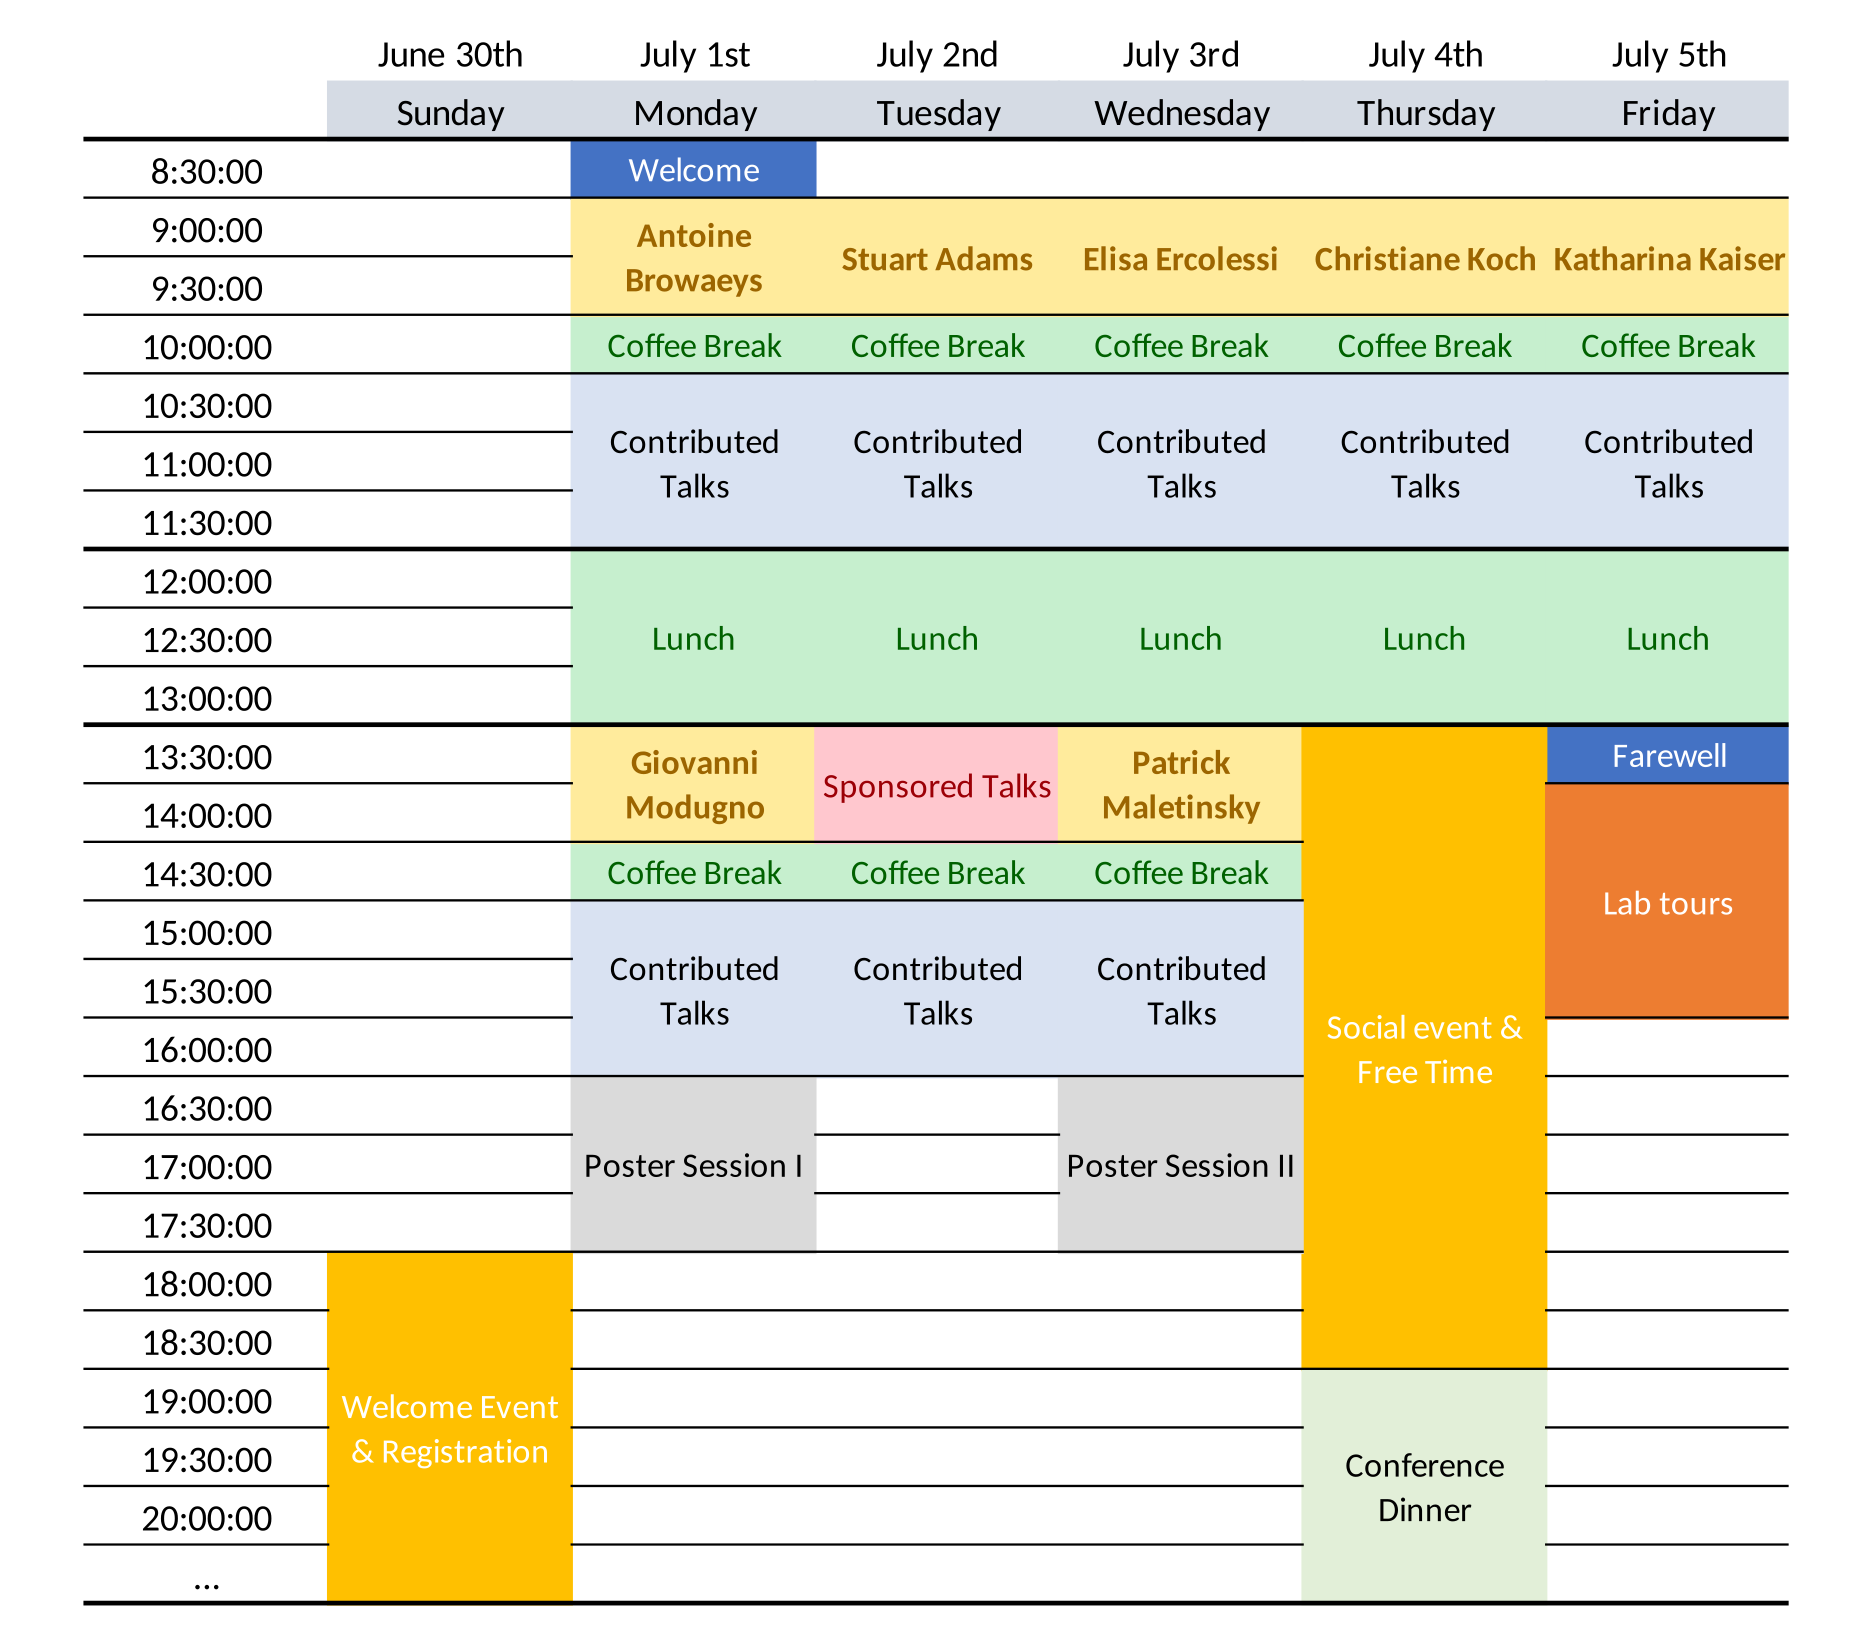 June 30th July 1st July 2nd July 3rd July 4th July 5th
Sunday Monday Tuesday Wednesday Thursday Friday
8:30:00 Welcome
9:00:00
Antoine
Browaeys
Stuart Adams Elisa Ercolessi Christiane Koch Katharina Kaiser
9:30:00
10:00:00 Coffee Break Coffee Break Coffee Break Coffee Break Coffee Break
10:30:00
Contributed Contributed Contributed Contributed Contributed
11:00:00
Talks Talks Talks Talks Talks
11:30:00
12:00:00
12:30:00 Lunch Lunch Lunch Lunch Lunch
13:00:00
13:30:00
Giovanni
Modugno
Sponsored Talks
Patrick
Maletinsky
Farewell
14:00:00
14:30:00 Coffee Break Coffee Break Coffee Break
Lab tours
15:00:00
Contributed Contributed Contributed
15:30:00
Talks Talks Talks
Social event &
Free Time
16:00:00
16:30:00
17:00:00 Poster Session I Poster Session II
17:30:00
18:00:00
18:30:00
19:00:00
Welcome Event
& Registration
19:30:00
Conference
Dinner
20:00:00
...